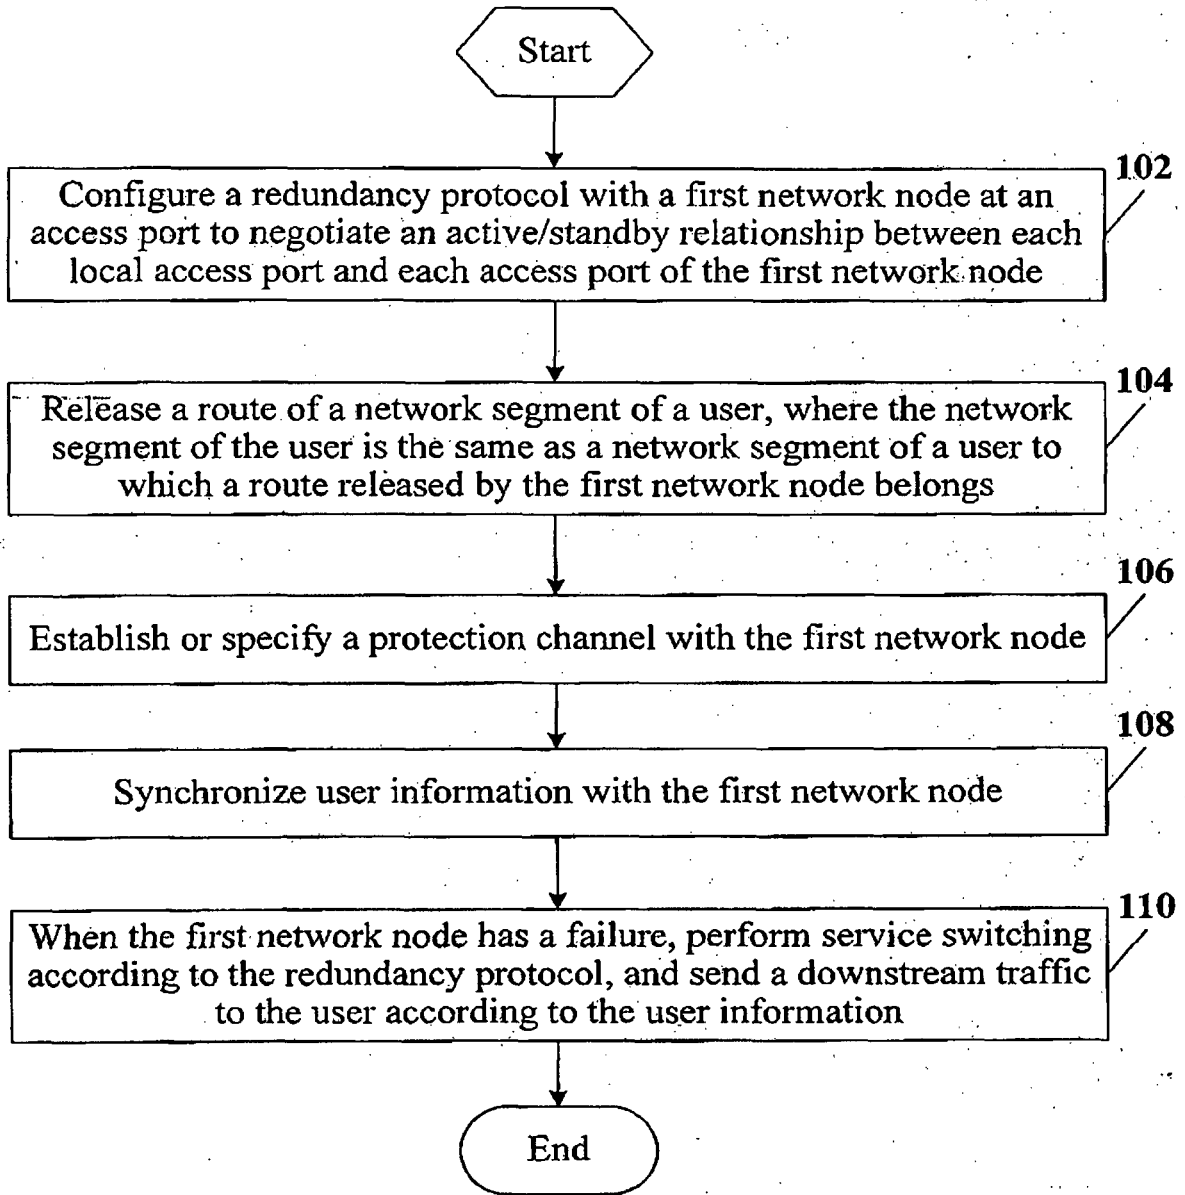 Start
102
Configure a redundancy protocol with a first network node at an
access port to negotiate an active/standby relationship between each
local access port and each access port of the first network node
104
Release a route of a network segment of a user, where the network
segment of the user is the same as a network segment of a user to
which a route released by the first network node belongs
106
Establish or specify a protection channel with the first network node
108
Synchronize user information with the first network node
110
When the first network node has a failure, perform service switching
according to the redundancy protocol, and send a downstream traffic
to the user according to the user information
End